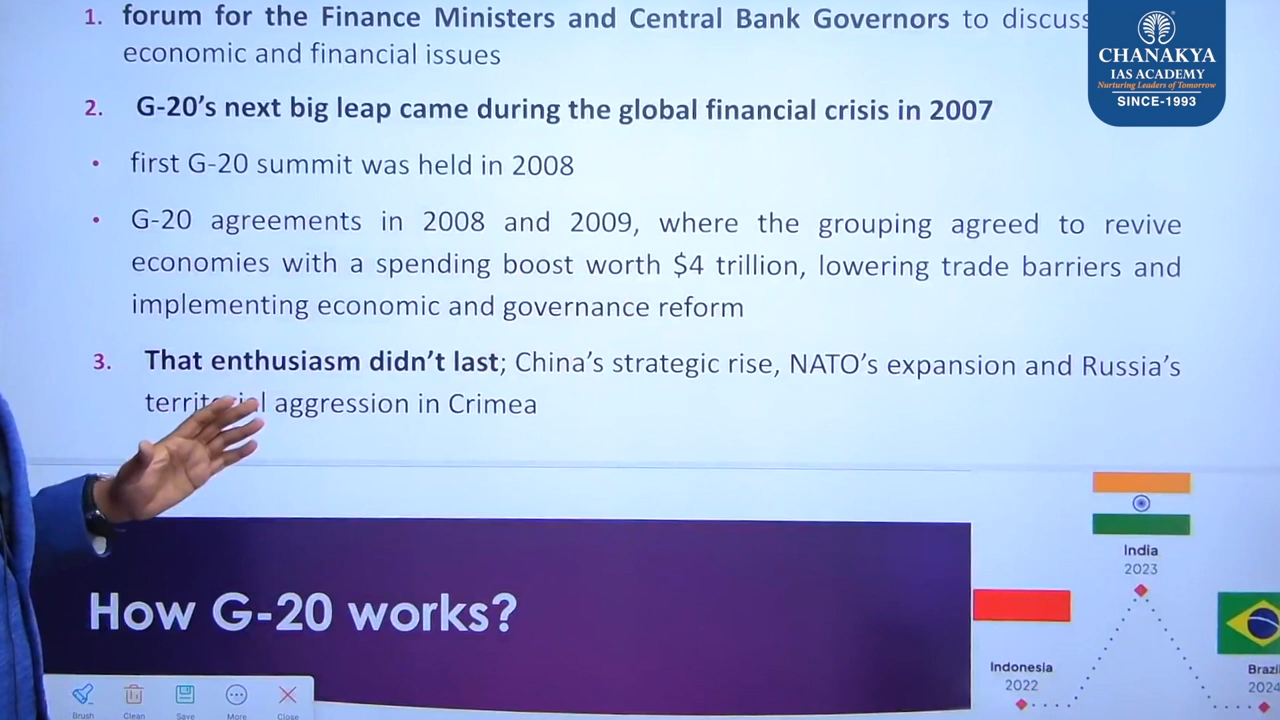 1. forum for the Finance Ministers and Central Bank Governors to discuss
economic and financial issues
CHANAKYA
IAS ACADEMY
Nurturing Leaders of Tomorrow
SINCE-1993
2. G-20's next big leap came during the global financial crisis in 2007
• first G-20 summit was held in 2008
• G-20 agreements in 2008 and 2009, where the grouping agreed to revive
economies with a spending boost worth $4 trillion, lowering trade barriers and
implementing economic and governance reform
3. That enthusiasm didn't last; China's strategic rise, NATO's expansion and Russia's
territorial aggression in Crimea
How G-20 works?
India
2023
Indonesia
2022
Brazil
2024
Brush Clean Save More Close